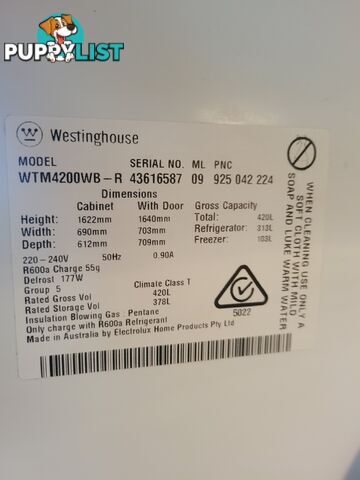 PUPPYLIST
.COM.AU
Westinghouse
MODEL SERIAL NO. ML PNC
WTM4200WB-R 43616587 09 925 042 224
Dimensions
Cabinet With Door Gross Capacity
Height: 1622mm 1640mm Total: 420L
Width: 690mm 703mm Refrigerator: 313L
Depth: 612mm 709mm Freezer: 103L
220-240V 50Hz 0.90A
R600a Charge 55g
Defrost 177W Climate Class T
Group 5
Rated Gross Vol 420L
Rated Storage Vol 378L
Insulation Blowing Gas : Pentane
Only charge with R600a Refrigerant
Made in Australia by Electrolux Home Products Pty Ltd
5022
WHEN CLEANING USE ONLY A
SOFT CLOTH WITH MILD
SOAP AND LUKE WARM WATER